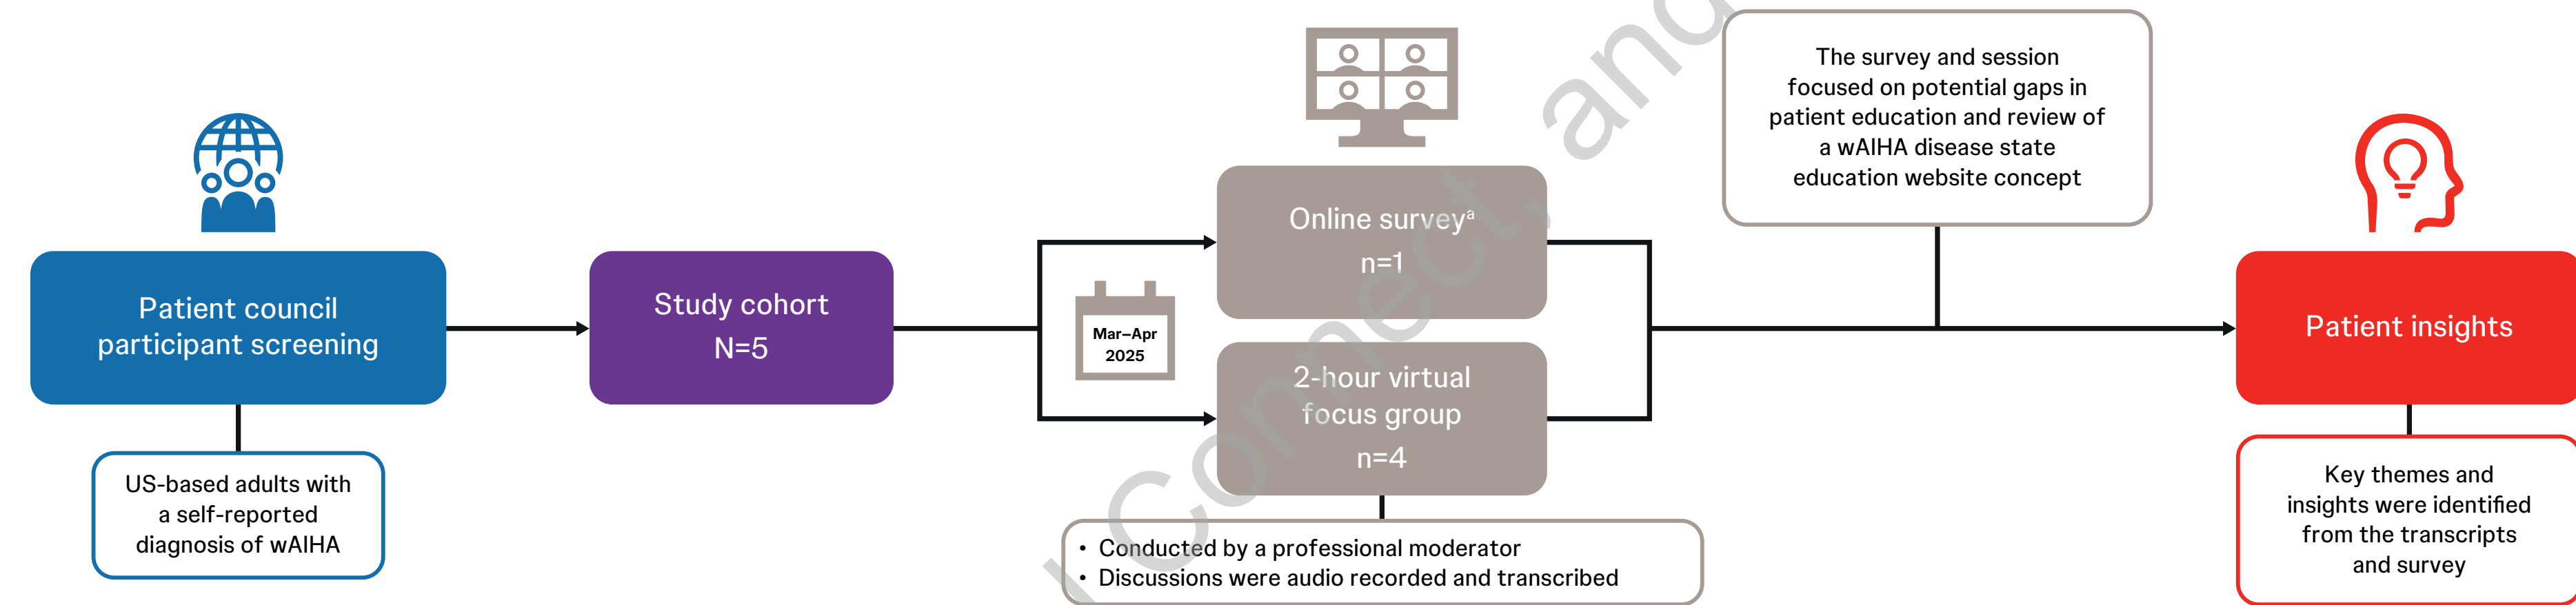 Patient council
participant screening
US-based adults with
a self-reported
diagnosis of wAIHA
Study cohort
N=5
Mar–Apr
2025
Online surveyᵃ
n=1
2-hour virtual
focus group
n=4
• Conducted by a professional moderator
• Discussions were audio recorded and transcribed
The survey and session
focused on potential gaps in
patient education and review of
a wAIHA disease state
education website concept
Patient insights
Key themes and
insights were identified
from the transcripts
and survey
Connect, and